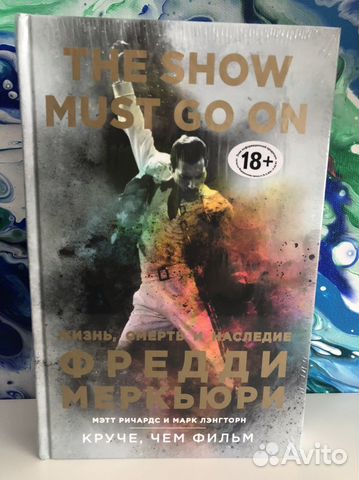 THE SHOW
MUST GO ON
18+
ЖИЗНЬ, СМЕРТЬ И НАСЛЕДИЕ
ФРЕДДИ
МЕРКЬЮРИ
МЭТТ РИЧАРДС И МАРК ЛЭНГТОРН
КРУЧЕ, ЧЕМ ФИЛЬМ
Avito